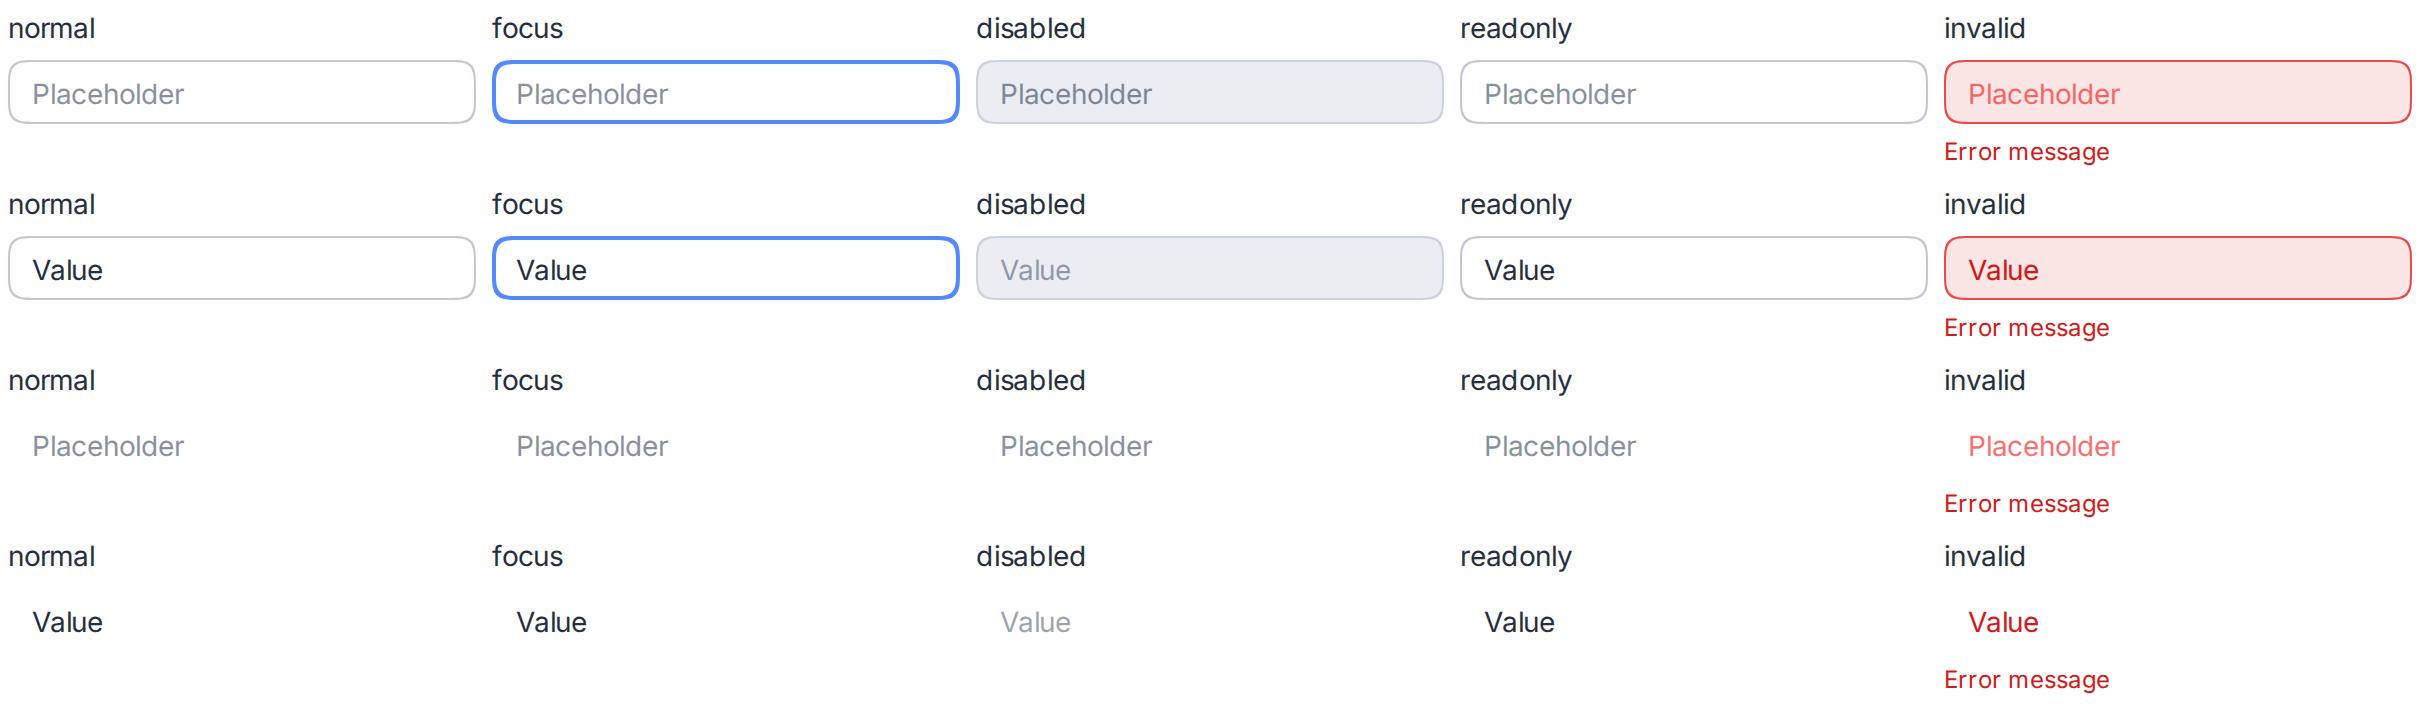 normal focus disabled readonly invalid
Placeholder Placeholder Placeholder Placeholder Placeholder
Error message
normal focus disabled readonly invalid
Value Value Value Value Value
Error message
normal focus disabled readonly invalid
Placeholder Placeholder Placeholder Placeholder Placeholder
Error message
normal focus disabled readonly invalid
Value Value Value Value Value
Error message